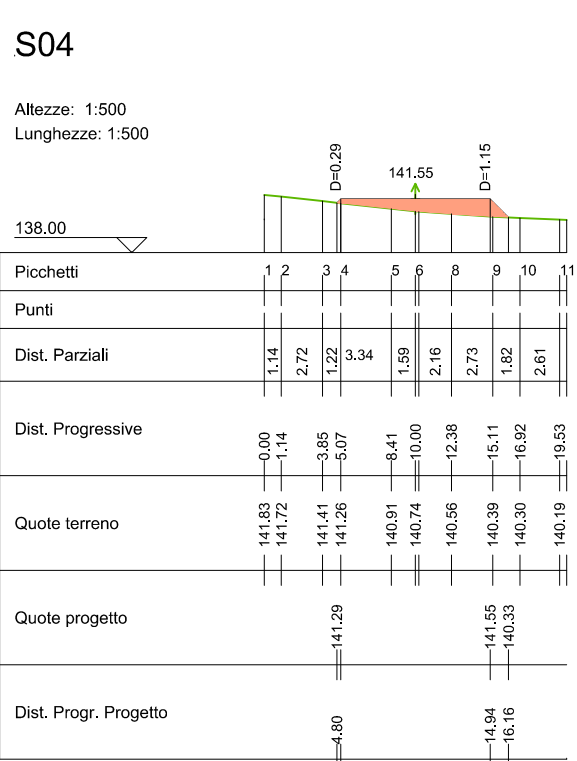 S04
Altezze: 1:500
Lunghezze: 1:500
D=0.29
141.55
D=1.15
138.00
Picchetti 1 2 3 4 5 6 8 9 10 11
Punti
Dist. Parziali 1.14 2.72 1.22 3.34 1.59 2.16 2.73 1.82 2.61
Dist. Progressive 0.00 1.14 3.85 5.07 8.41 10.00 12.38 15.11 16.92 19.53
Quote terreno 141.83 141.72 141.41 141.26 140.91 140.74 140.56 140.39 140.30 140.19
Quote progetto 141.29 141.55 140.33
Dist. Progr. Progetto 4.80 14.94 16.16